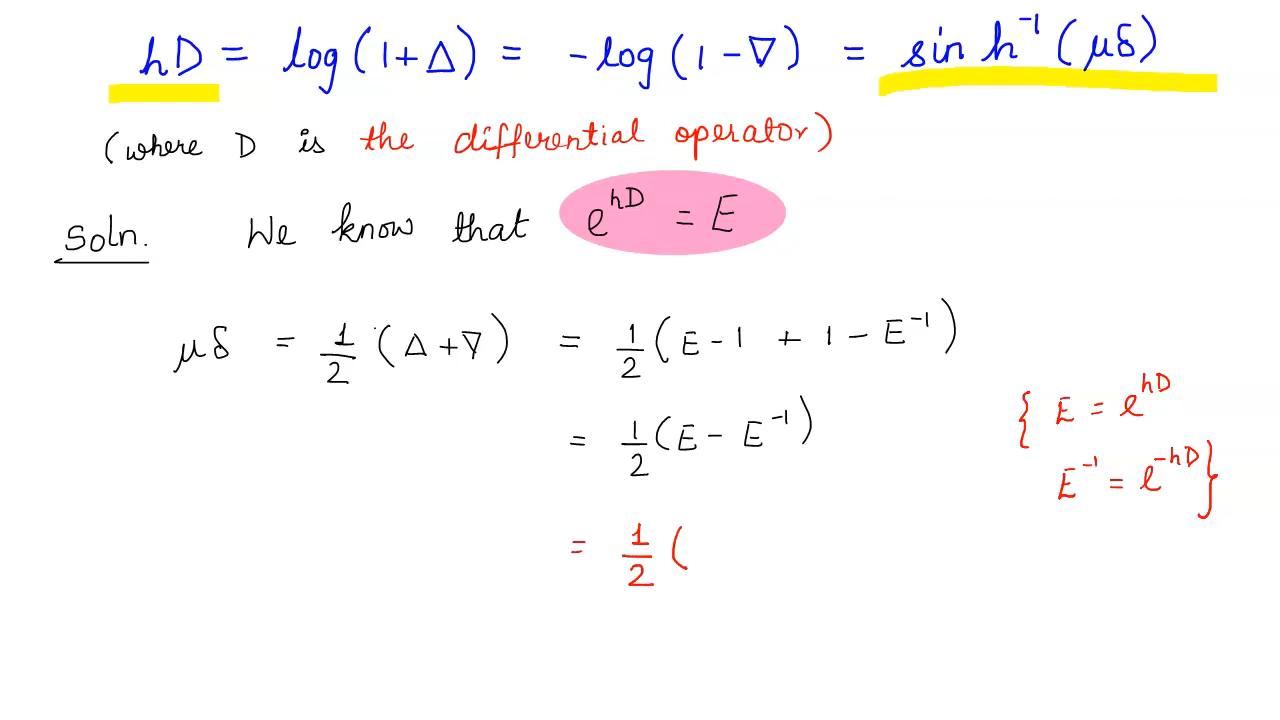 hD = log(1+Δ) = -log(1-∇) = sin h⁻¹(μδ)
(where D is the differential operator)
Soln. We know that e^hD = E
μδ = 1/2 (Δ+∇) = 1/2 (E-1 + 1 - E⁻¹)
= 1/2 (E - E⁻¹)
{ E = e^hD
E⁻¹ = e^-hD }
= 1/2 (